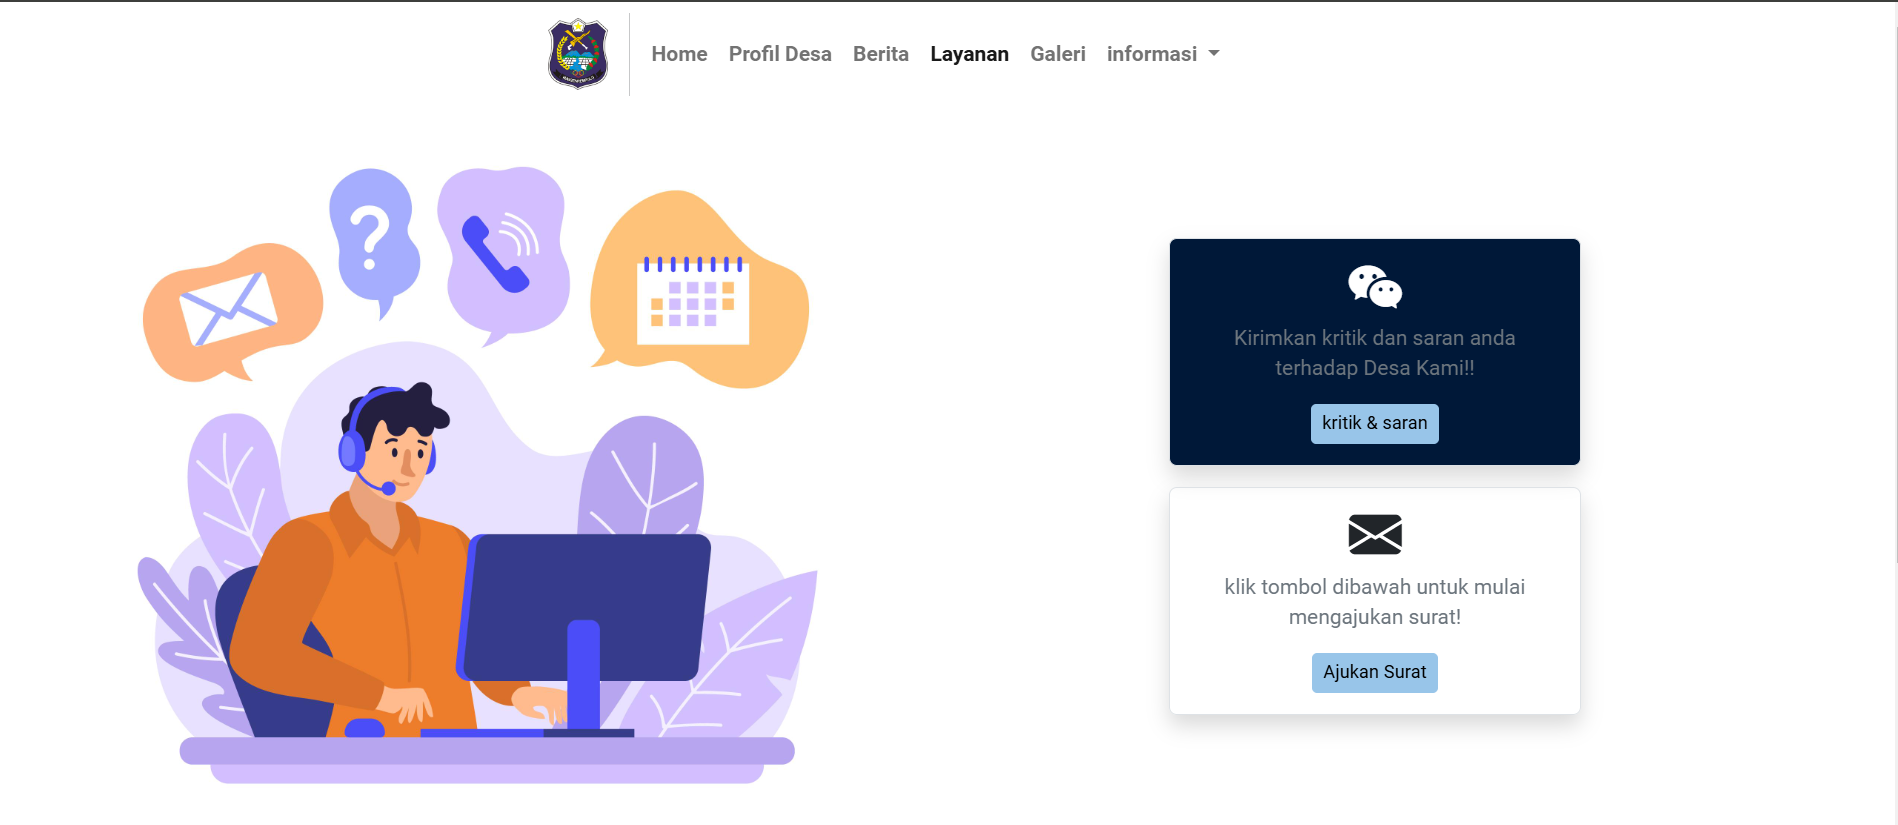 Home Profil Desa Berita Layanan Galeri informasi
Kirimkan kritik dan saran anda
terhadap Desa Kami!!
kritik & saran
klik tombol dibawah untuk mulai
mengajukan surat!
Ajukan Surat